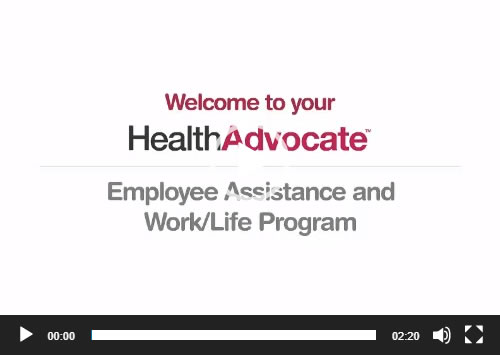 Welcome to your
HealthAdvocate™
Employee Assistance and
Work/Life Program
00:00 02:20